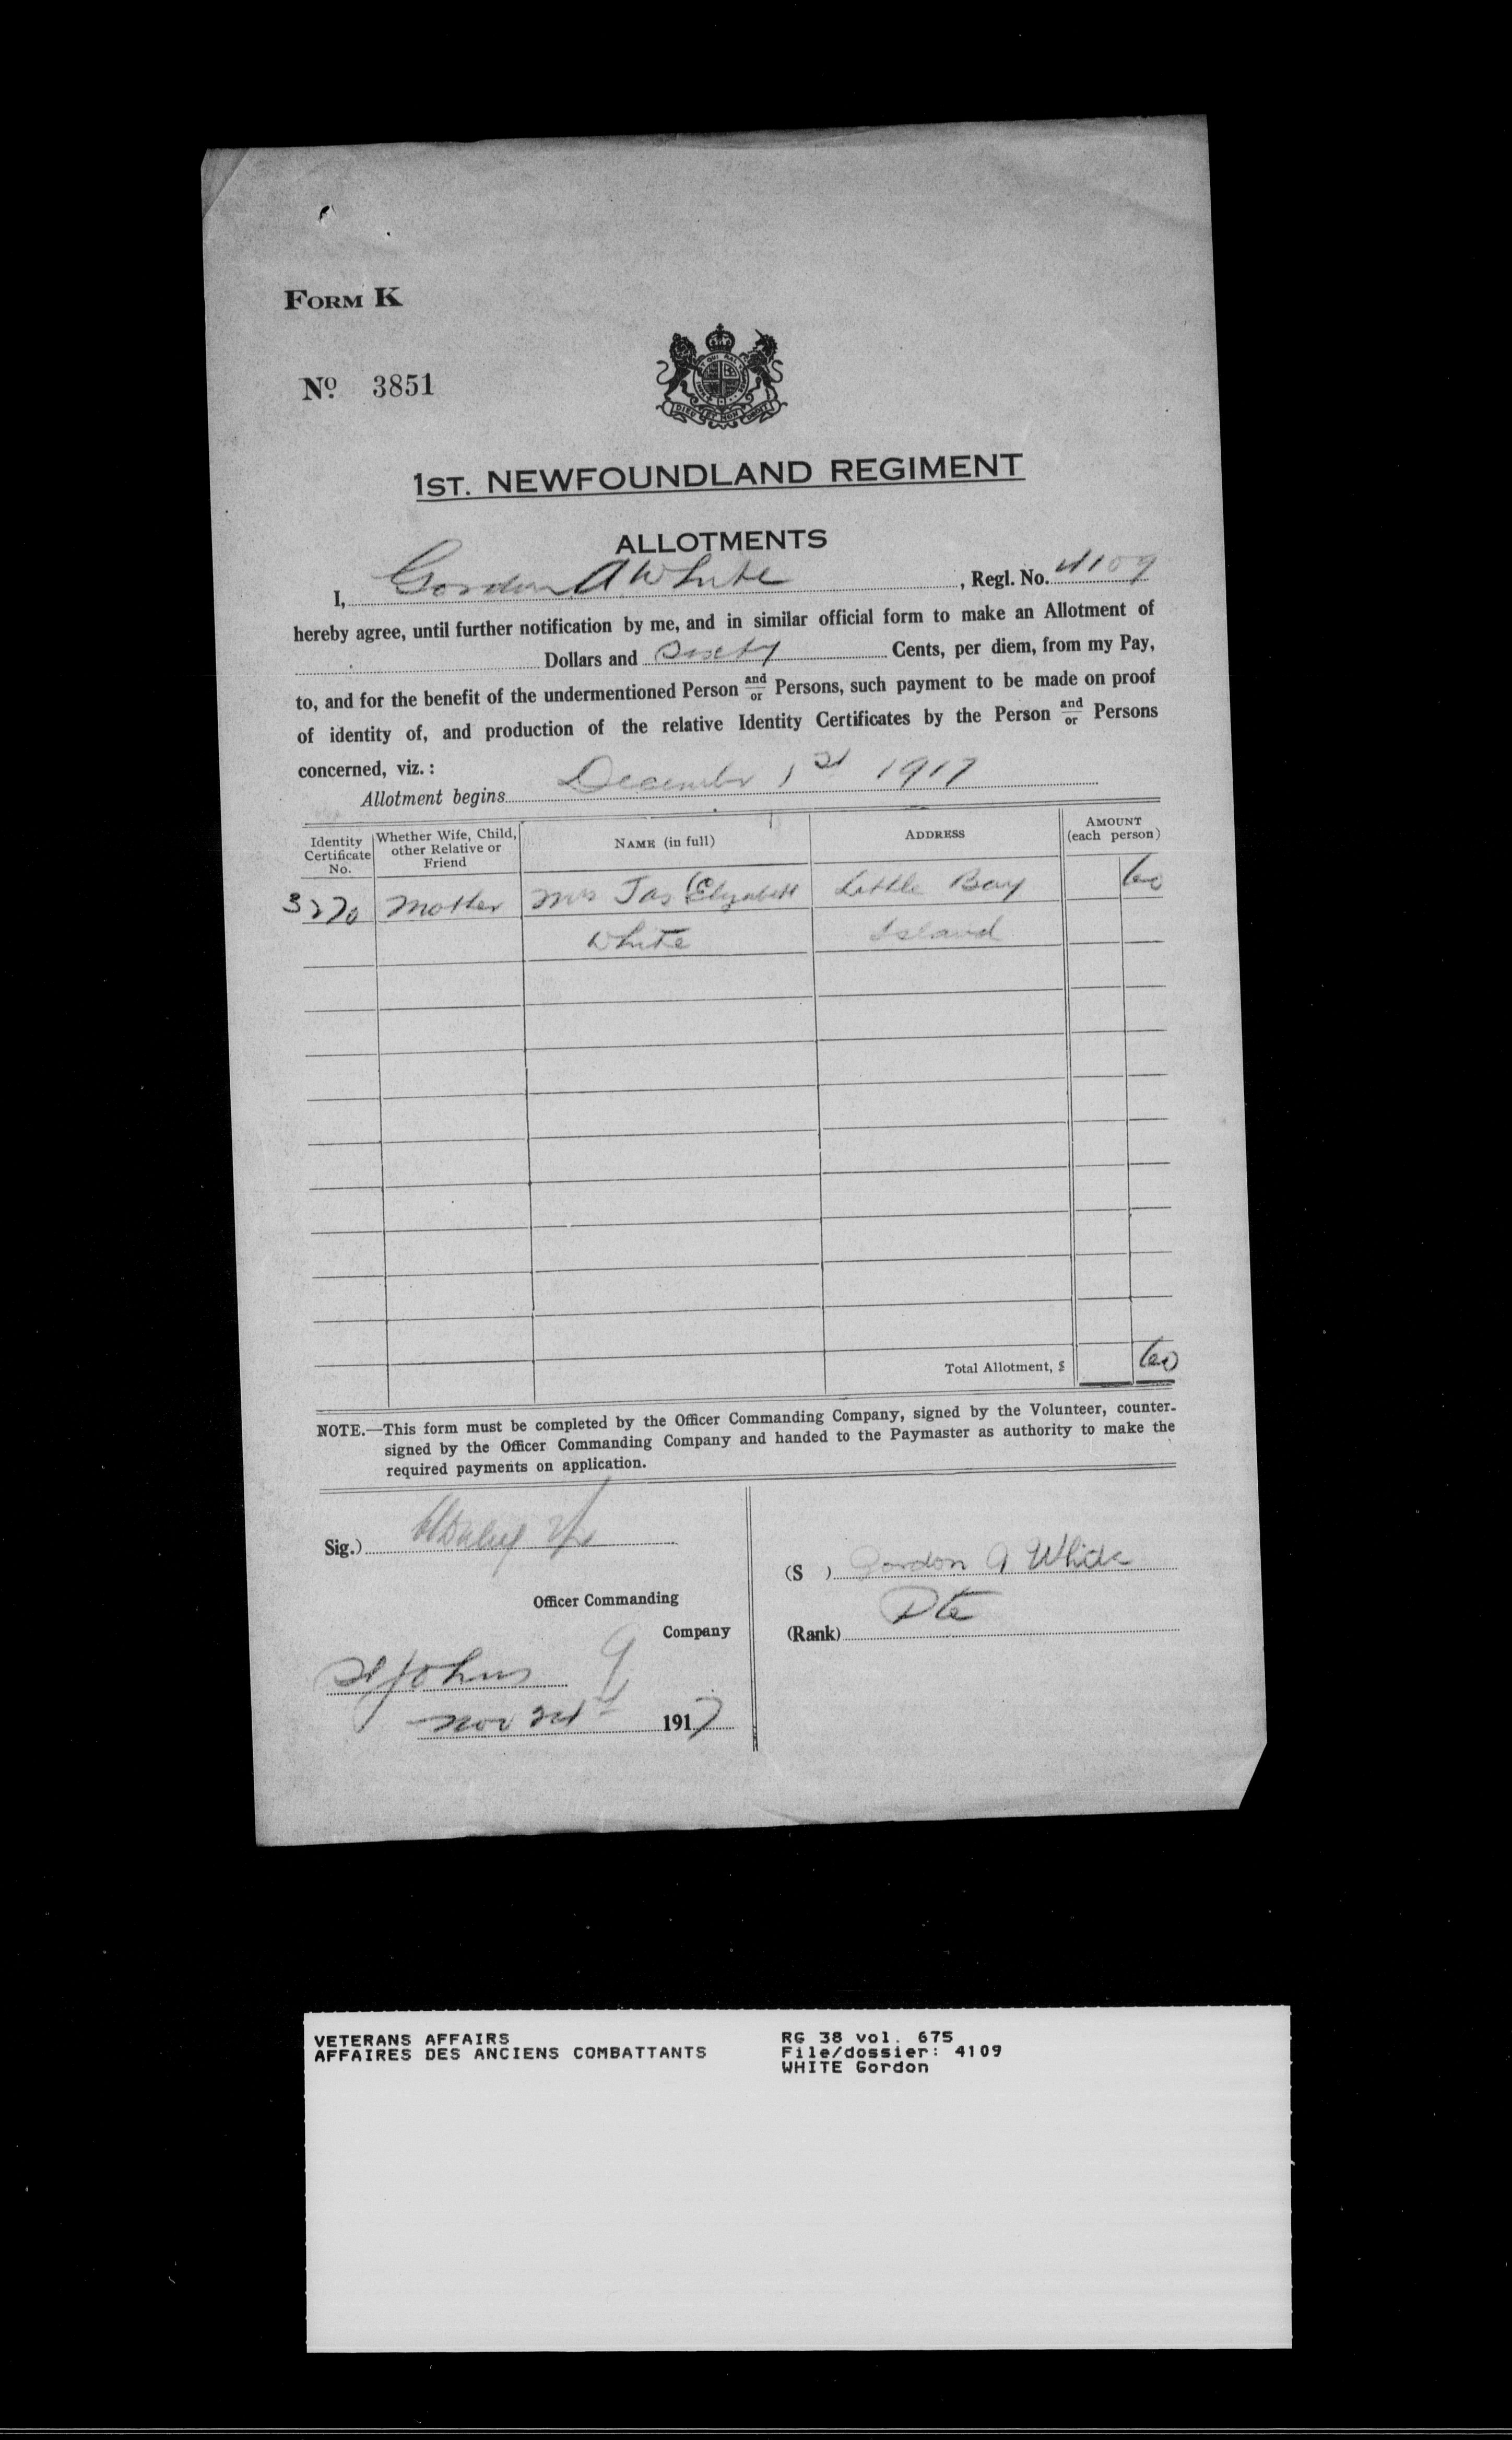 FORM K
No. 3851
1ST. NEWFOUNDLAND REGIMENT
ALLOTMENTS
I, Gordon A White, Regl. No. 4109
hereby agree, until further notification by me, and in similar official form to make an Allotment of
Dollars and Sixty Cents, per diem, from my Pay,
to, and for the benefit of the undermentioned Person and/or Persons, such payment to be made on proof
of identity of, and production of the relative Identity Certificates by the Person and/or Persons
concerned, viz.:
Allotment begins December 1st 1917
Identity Certificate No. Whether Wife, Child, other Relative or Friend NAME (in full) ADDRESS AMOUNT (each person)
3270 Mother Mrs Jas (Elizabeth Little Bay 60
White Island
Total Allotment, $ 60
NOTE.—This form must be completed by the Officer Commanding Company, signed by the Volunteer, counter-
signed by the Officer Commanding Company and handed to the Paymaster as authority to make the
required payments on application.
Sig.)
Officer Commanding
Company
St Johns
Nov 1917
(S ) Gordon A White
(Rank) Pte
VETERANS AFFAIRS
AFFAIRES DES ANCIENS COMBATTANTS
RG 38 vol. 675
File/dossier: 4109
WHITE Gordon